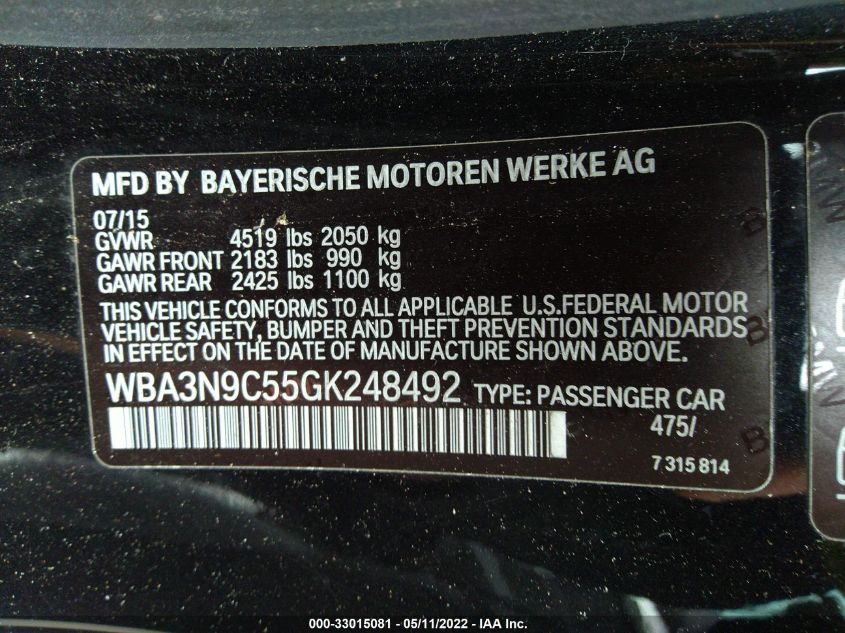 MFD BY BAYERISCHE MOTOREN WERKE AG
07/15
GVWR 4519 lbs 2050 kg
GAWR FRONT 2183 lbs 990 kg
GAWR REAR 2425 lbs 1100 kg
THIS VEHICLE CONFORMS TO ALL APPLICABLE U.S.FEDERAL MOTOR
VEHICLE SAFETY, BUMPER AND THEFT PREVENTION STANDARDS
IN EFFECT ON THE DATE OF MANUFACTURE SHOWN ABOVE.
WBA3N9C55GK248492 TYPE: PASSENGER CAR
475/
7 315 814
000-33015081 - 05/11/2022 - IAA Inc.